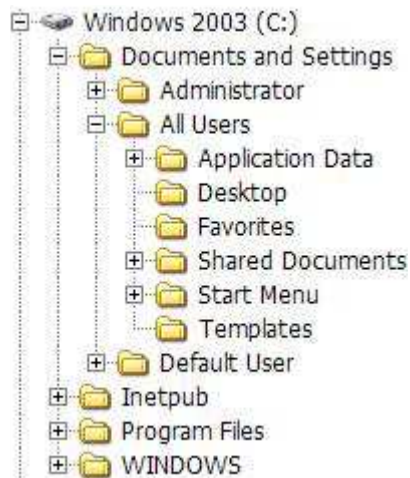 Windows 2003 (C:)
Documents and Settings
Administrator
All Users
Application Data
Desktop
Favorites
Shared Documents
Start Menu
Templates
Default User
Inetpub
Program Files
WINDOWS